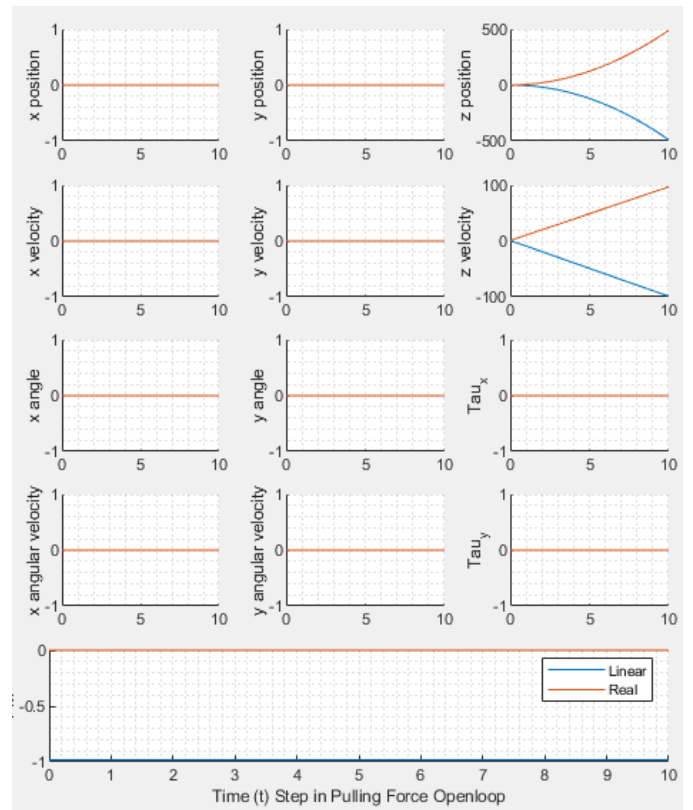 x position
1
0
-1
0 5 10
y position
1
0
-1
0 5 10
z position
500
0
-500
0 5 10
x velocity
1
0
-1
0 5 10
y velocity
1
0
-1
0 5 10
z velocity
100
0
-100
0 5 10
x angle
1
0
-1
0 5 10
y angle
1
0
-1
0 5 10
Tau_x
1
0
-1
0 5 10
x angular velocity
1
0
-1
0 5 10
y angular velocity
1
0
-1
0 5 10
Tau_y
1
0
-1
0 5 10
0
-0.5
-1
Linear
Real
0 1 2 3 4 5 6 7 8 9 10
Time (t) Step in Pulling Force Openloop